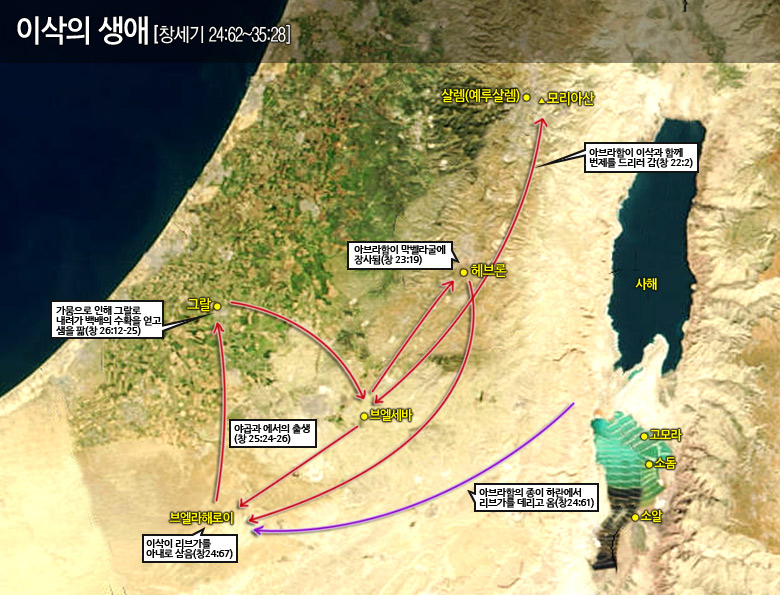 이삭의 생애 [창세기 24:62~35:28]
살렘(예루살렘)
모리아산
아브라함이 이삭과 함께
번제를 드리러 감(창 22:2)
아브라함이 막벨라굴에
장사됨(창 23:19)
헤브론
사해
그랄
가뭄으로 인해 그랄로
내려가 백배의 수확을 얻고
샘을 팖(창 26:12-25)
브엘세바
야곱과 에서의 출생
(창 25:24-26)
고모라
소돔
아브라함의 종이 하란에서
리브가를 데리고 옴(창24:61)
소알
브엘라헤로이
이삭이 리브가를
아내로 삼음(창24:67)